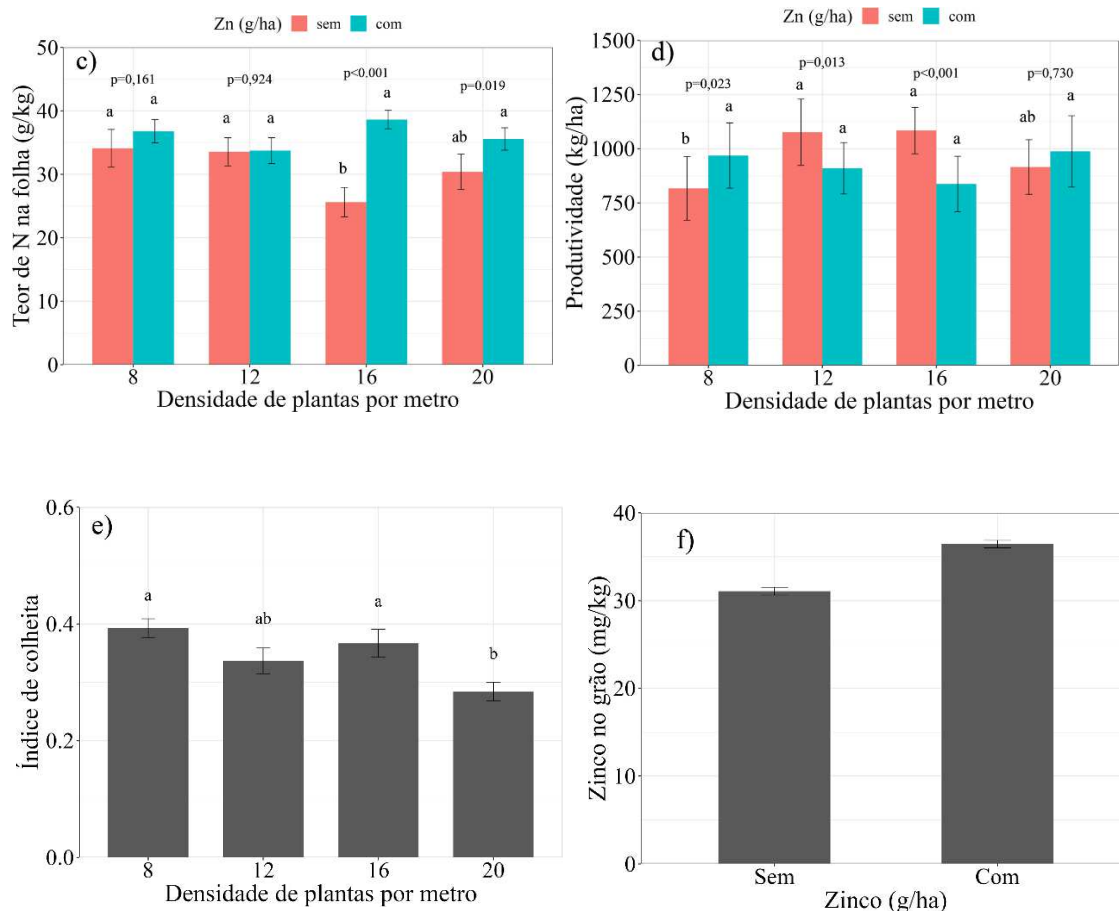 Zn (g/ha) sem com
c)
Teor de N na folha (g/kg)
50
40
30
20
10
0
p=0,161 p=0,924 p<0.001 p=0.019
a a a a b a ab a
8 12 16 20
Densidade de plantas por metro
Zn (g/ha) sem com
d)
Produtividade (kg/ha)
1500
1250
1000
750
500
250
0
p=0,023 p=0,013 p<0,001 p=0,730
b a a a a a ab a
8 12 16 20
Densidade de plantas por metro
e)
Índice de colheita
0.6
0.4
0.2
0.0
a ab a b
8 12 16 20
Densidade de plantas por metro
f)
Zinco no grão (mg/kg)
40
30
20
10
0
Sem Com
Zinco (g/ha)